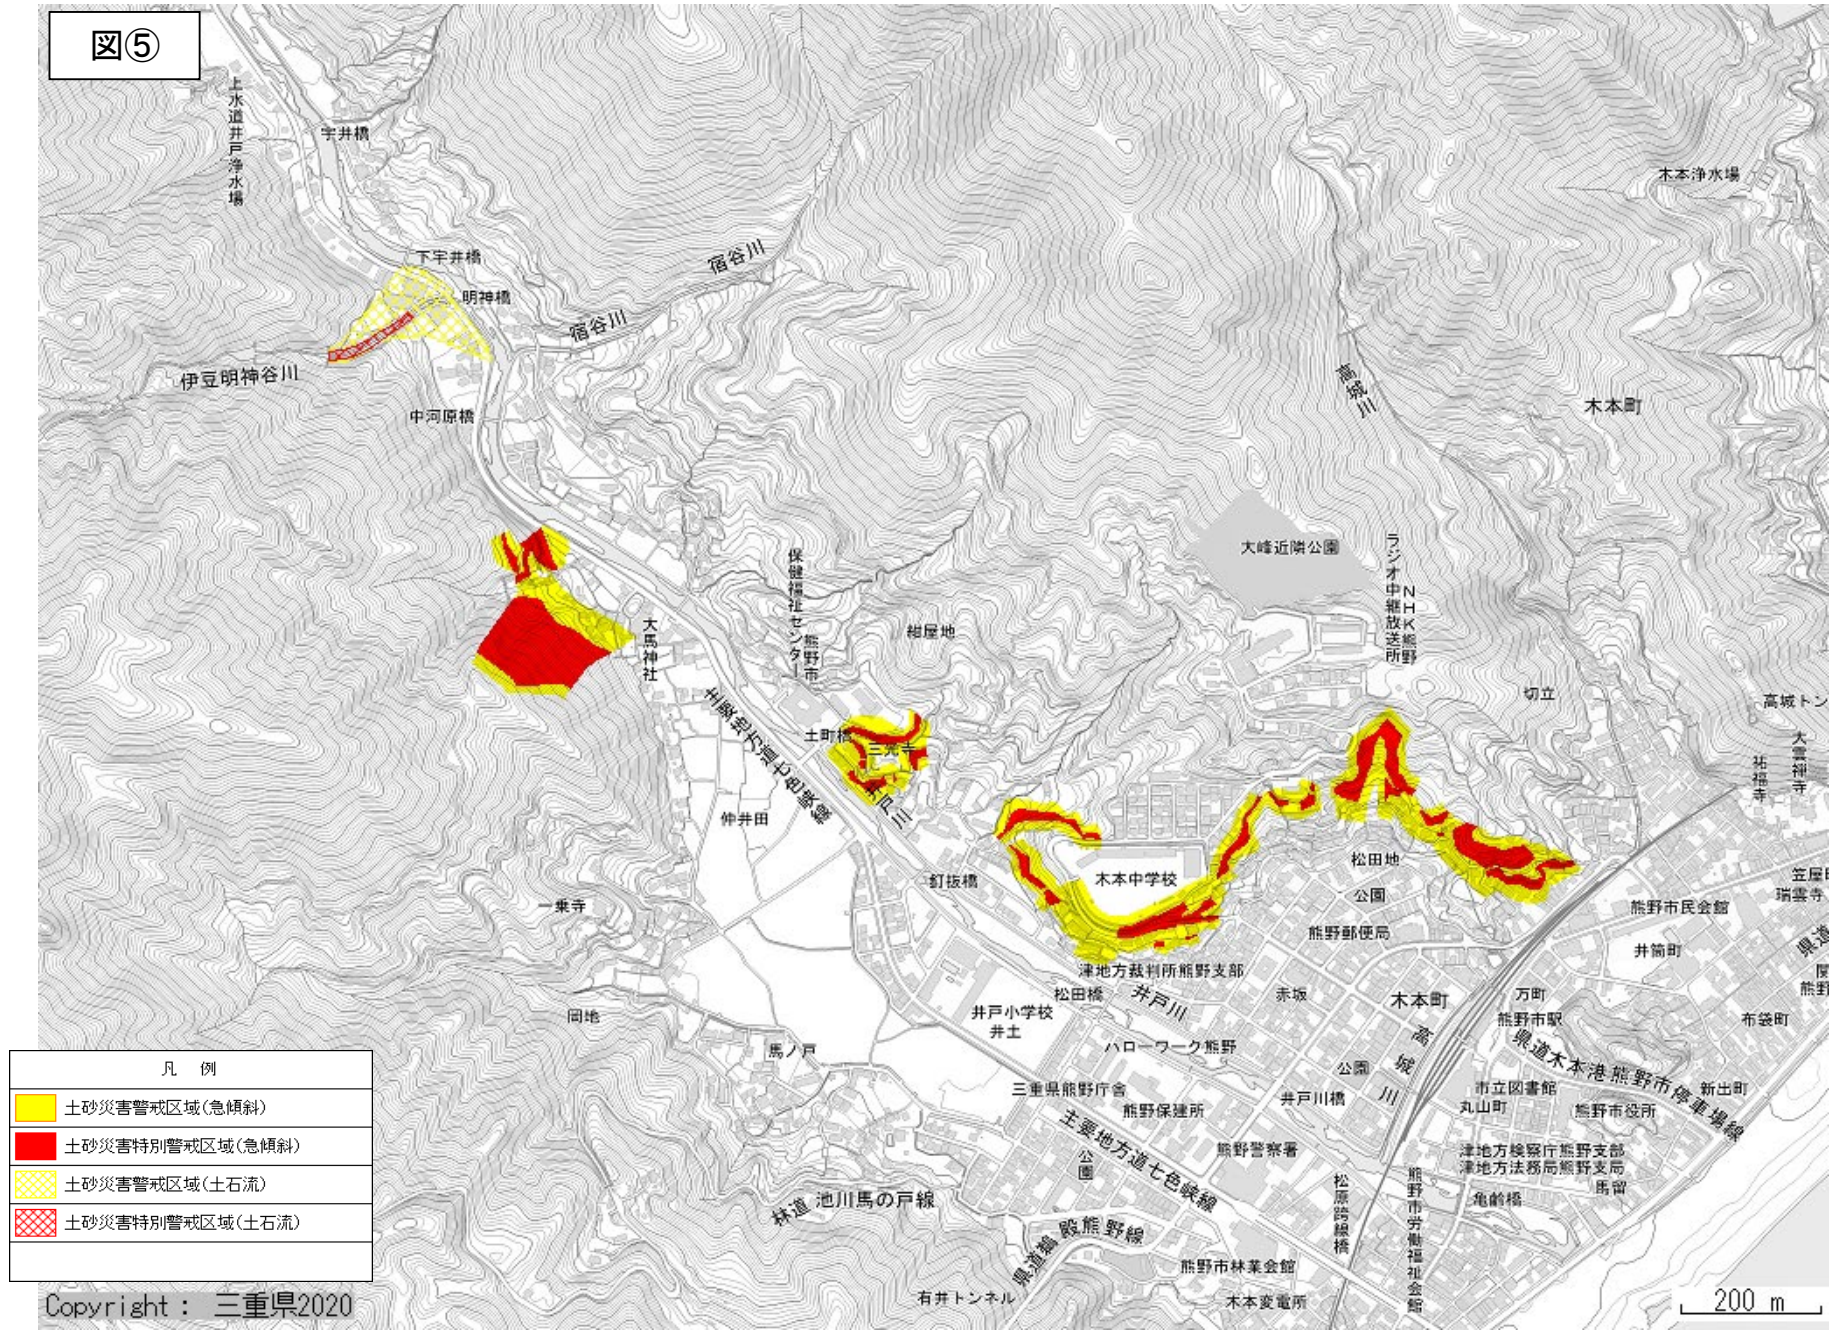 図⑤
上水道井戸浄水場
宇井橋
木本浄水場
下宇井橋
宿谷川
明神橋
宿谷川
伊豆明神谷川
高城川
中河原橋
木本町
大峰近隣公園
ラジオ中継放送所
NHK熊野
保健福祉センター
熊野市
紺屋地
大馬神社
切立
高城トン
主要地方道七色峡線
土町橋
三光寺
大雲禅寺
祐福寺
井戸川
仲井田
松田地
釘抜橋
木本中学校
公園
笠屋
瑞雲寺
一乗寺
熊野市民会館
熊野郵便局
井筒町
県道
津地方裁判所熊野支部
関
熊野
松田橋
井戸川
赤坂
木本町
万町
岡地
井戸小学校
井土
熊野市駅
布袋町
馬ノ戸
ハローワーク熊野
高城川
県道木本港熊野市停車場線
公園
三重県熊野庁舎
井戸川橋
市立図書館
新出町
丸山町
熊野保健所
熊野市役所
主要地方道七色峡線
熊野警察署
津地方検察庁熊野支部
津地方法務局熊野支局
公園
馬留
松原跨線橋
熊野市労働福祉会館
亀齢橋
林道 池川馬の戸線
県道鵜殿熊野線
熊野市林業会館
有井トンネル
木本変電所
凡 例
土砂災害警戒区域(急傾斜)
土砂災害特別警戒区域(急傾斜)
土砂災害警戒区域(土石流)
土砂災害特別警戒区域(土石流)
Copyright : 三重県2020
200 m